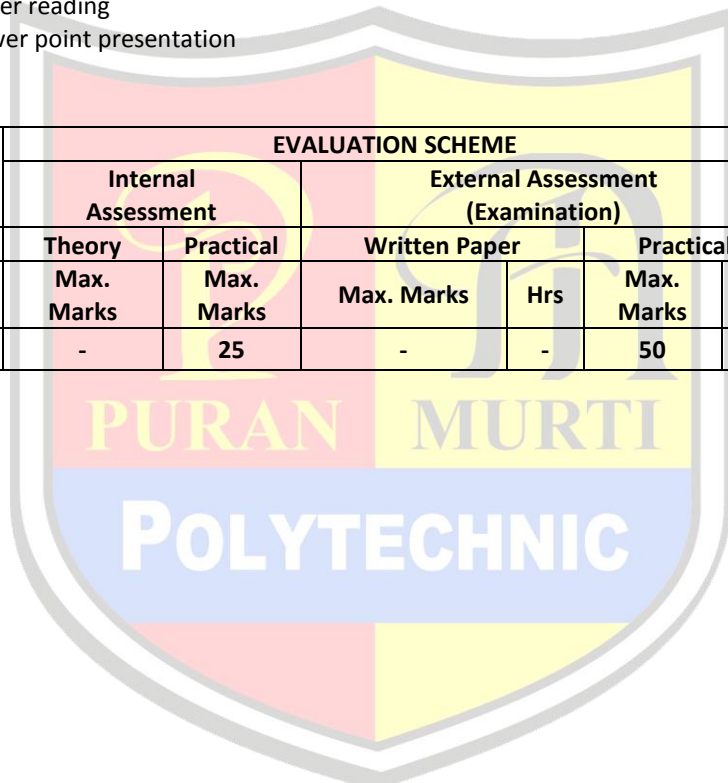 er reading
ver point presentation
EVALUATION SCHEME
Internal Assessment
External Assessment (Examination)
Theory Practical Written Paper Practical
Max. Marks Max. Marks Max. Marks Hrs Max. Marks
- 25 - - 50
PURAN MURTI
POLYTECHNIC